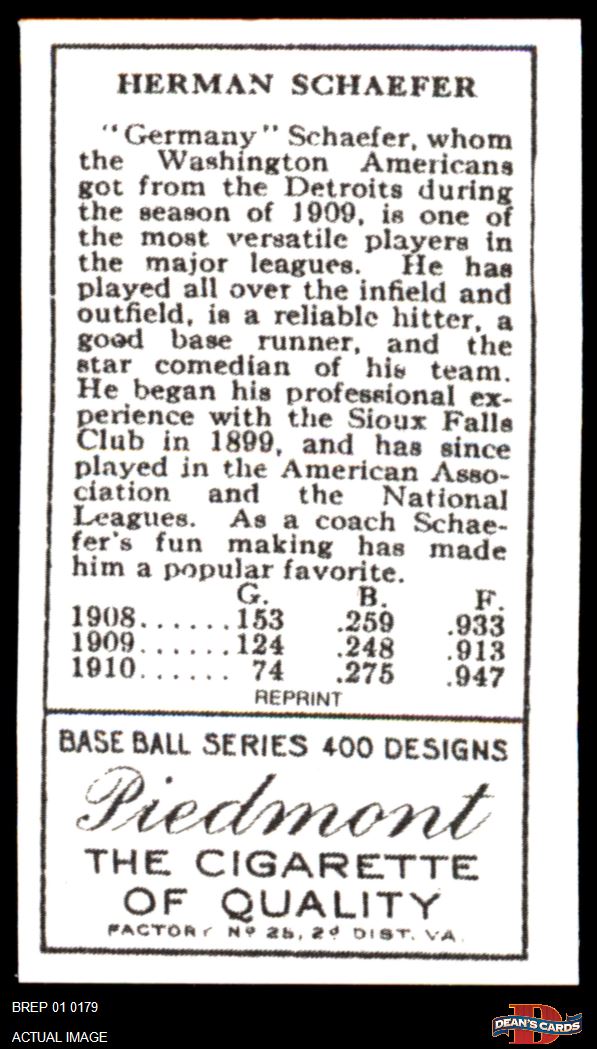 HERMAN SCHAEFER
"Germany" Schaefer, whom
the Washington Americans
got from the Detroits during
the season of 1909, is one of
the most versatile players in
the major leagues. He has
played all over the infield and
outfield, is a reliable hitter, a
good base runner, and the
star comedian of his team.
He began his professional ex-
perience with the Sioux Falls
Club in 1899, and has since
played in the American Asso-
ciation and the National
Leagues. As a coach Schae-
fer's fun making has made
him a popular favorite.
G. B. F.
1908......153 .259 .933
1909......124 .248 .913
1910...... 74 .275 .947
REPRINT
BASE BALL SERIES 400 DESIGNS
Piedmont
THE CIGARETTE
OF QUALITY
FACTORY No 25, 2d DIST. VA.
BREP 01 0179
ACTUAL IMAGE
D
DEAN'S CARDS